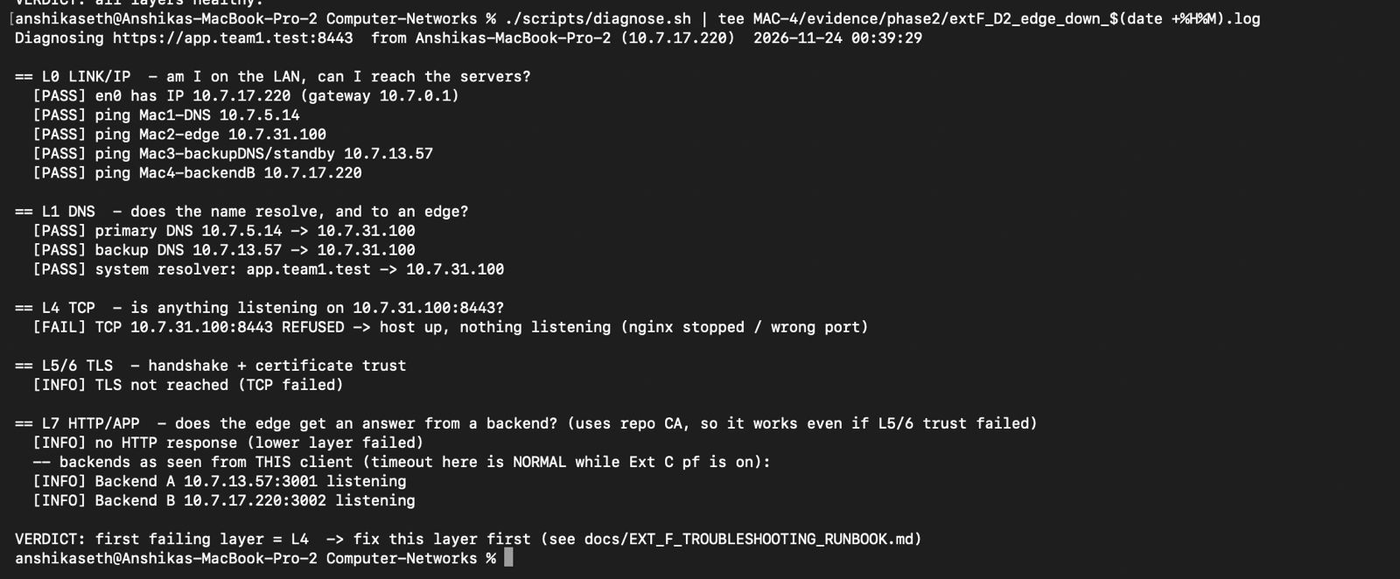 VERDICT: all layers healthy.
[anshikaseth@Anshikas-MacBook-Pro-2 Computer-Networks % ./scripts/diagnose.sh | tee MAC-4/evidence/phase2/extF_D2_edge_down_$(date +%H%M).log
Diagnosing https://app.team1.test:8443  from Anshikas-MacBook-Pro-2 (10.7.17.220)  2026-11-24 00:39:29
== L0 LINK/IP  — am I on the LAN, can I reach the servers?
[PASS] en0 has IP 10.7.17.220 (gateway 10.7.0.1)
[PASS] ping Mac1-DNS 10.7.5.14
[PASS] ping Mac2-edge 10.7.31.100
[PASS] ping Mac3-backupDNS/standby 10.7.13.57
[PASS] ping Mac4-backendB 10.7.17.220
== L1 DNS  — does the name resolve, and to an edge?
[PASS] primary DNS 10.7.5.14 -> 10.7.31.100
[PASS] backup DNS 10.7.13.57 -> 10.7.31.100
[PASS] system resolver: app.team1.test -> 10.7.31.100
== L4 TCP  — is anything listening on 10.7.31.100:8443?
[FAIL] TCP 10.7.31.100:8443 REFUSED -> host up, nothing listening (nginx stopped / wrong port)
== L5/6 TLS  — handshake + certificate trust
[INFO] TLS not reached (TCP failed)
== L7 HTTP/APP  — does the edge get an answer from a backend? (uses repo CA, so it works even if L5/6 trust failed)
[INFO] no HTTP response (lower layer failed)
-- backends as seen from THIS client (timeout here is NORMAL while Ext C pf is on):
[INFO] Backend A 10.7.13.57:3001 listening
[INFO] Backend B 10.7.17.220:3002 listening
VERDICT: first failing layer = L4  -> fix this layer first (see docs/EXT_F_TROUBLESHOOTING_RUNBOOK.md)
anshikaseth@Anshikas-MacBook-Pro-2 Computer-Networks %